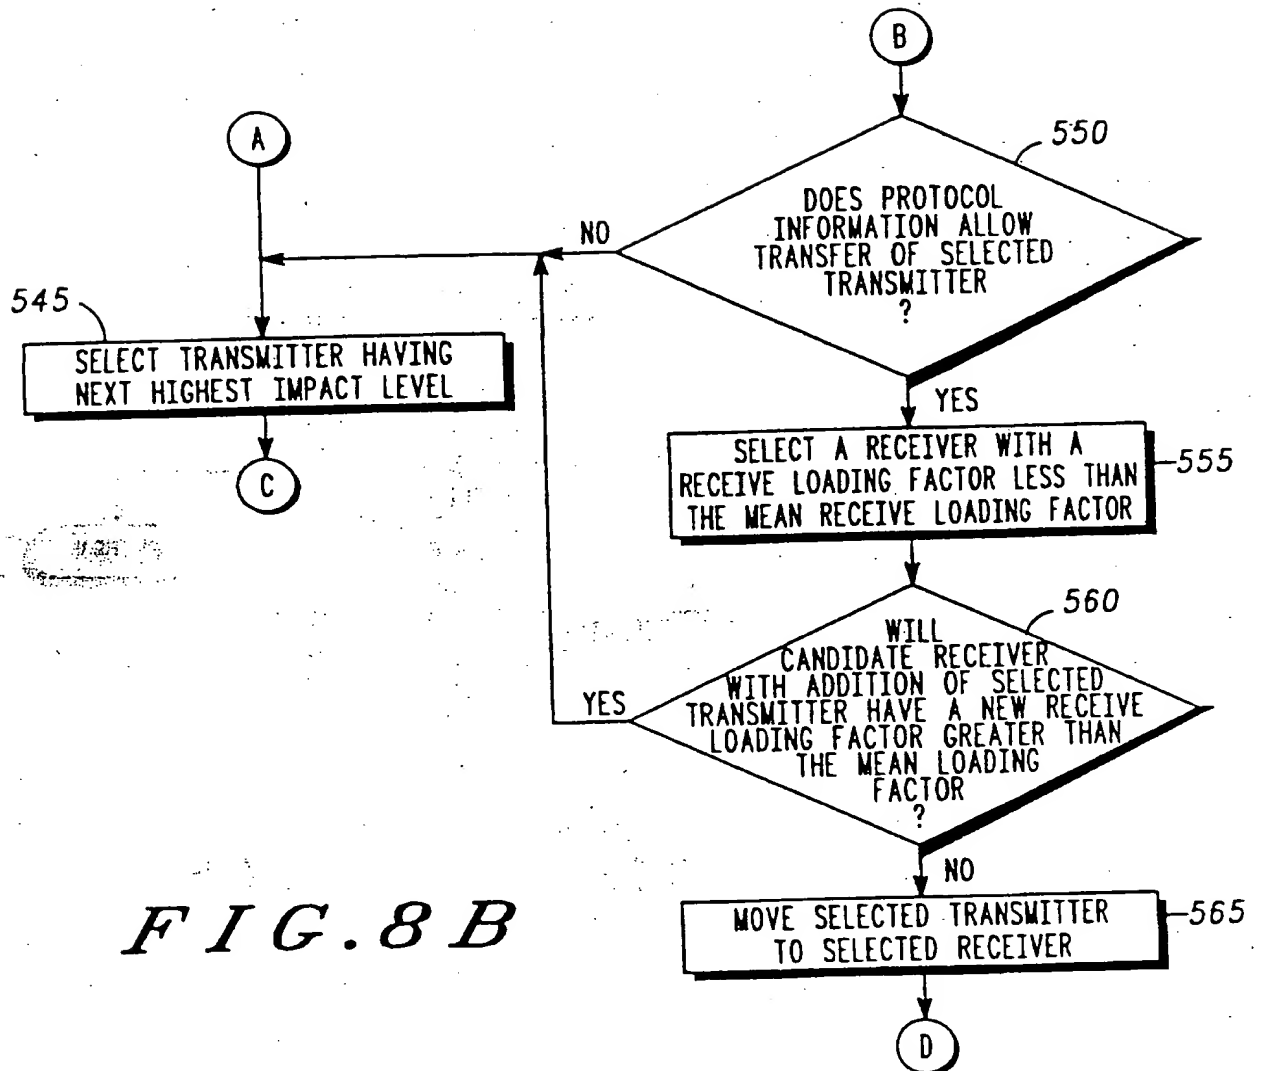 B
A
550
DOES PROTOCOL
INFORMATION ALLOW
TRANSFER OF SELECTED
TRANSMITTER
?
NO
545
SELECT TRANSMITTER HAVING
NEXT HIGHEST IMPACT LEVEL
C
YES
SELECT A RECEIVER WITH A
RECEIVE LOADING FACTOR LESS THAN
THE MEAN RECEIVE LOADING FACTOR
555
560
WILL
CANDIDATE RECEIVER
WITH ADDITION OF SELECTED
TRANSMITTER HAVE A NEW RECEIVE
LOADING FACTOR GREATER THAN
THE MEAN LOADING
FACTOR
?
YES
NO
MOVE SELECTED TRANSMITTER
TO SELECTED RECEIVER
565
D
FIG.8B